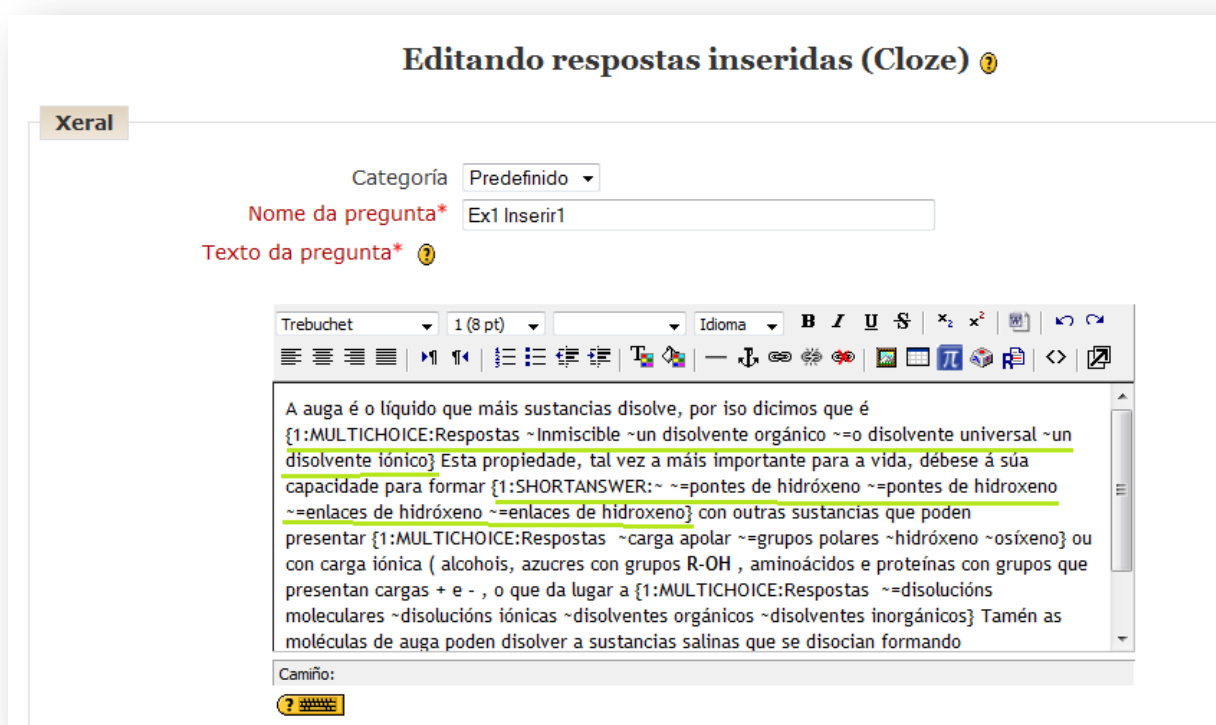 Editando respostas inseridas (Cloze)
Xeral
Categoría Predefinido
Nome da pregunta* Ex1 Inserir1
Texto da pregunta*
Trebuchet 1 (8 pt) Idioma B I U S x₂ x²
A auga é o líquido que máis sustancias disolve, por iso dicimos que é
{1:MULTICHOICE:Respostas ~Inmiscible ~un disolvente orgánico ~=o disolvente universal ~un
disolvente iónico} Esta propiedade, tal vez a máis importante para a vida, débese á súa
capacidade para formar {1:SHORTANSWER:~ ~=pontes de hidróxeno ~=pontes de hidroxeno
~=enlaces de hidróxeno ~=enlaces de hidroxeno} con outras sustancias que poden
presentar {1:MULTICHOICE:Respostas ~carga apolar ~=grupos polares ~hidróxeno ~osíxeno} ou
con carga iónica ( alcohois, azucres con grupos R-OH , aminoácidos e proteínas con grupos que
presentan cargas + e - , o que da lugar a {1:MULTICHOICE:Respostas ~=disolucións
moleculares ~disolucións iónicas ~disolventes orgánicos ~disolventes inorgánicos} Tamén as
moléculas de auga poden disolver a sustancias salinas que se disocian formando
Camiño: